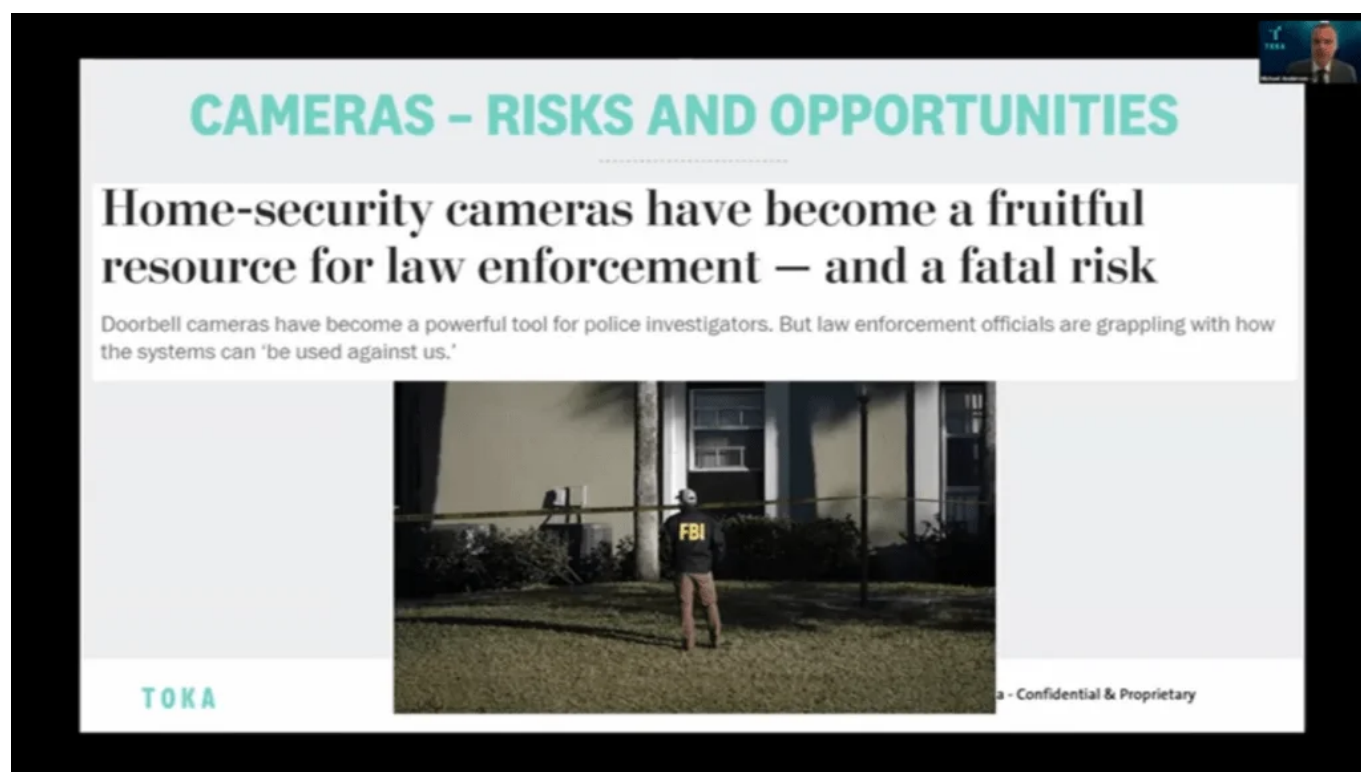 TOKA
CAMERAS – RISKS AND OPPORTUNITIES
Home-security cameras have become a fruitful
resource for law enforcement — and a fatal risk
Doorbell cameras have become a powerful tool for police investigators. But law enforcement officials are grappling with how
the systems can ‘be used against us.’
FBI
TOKA
a - Confidential & Proprietary